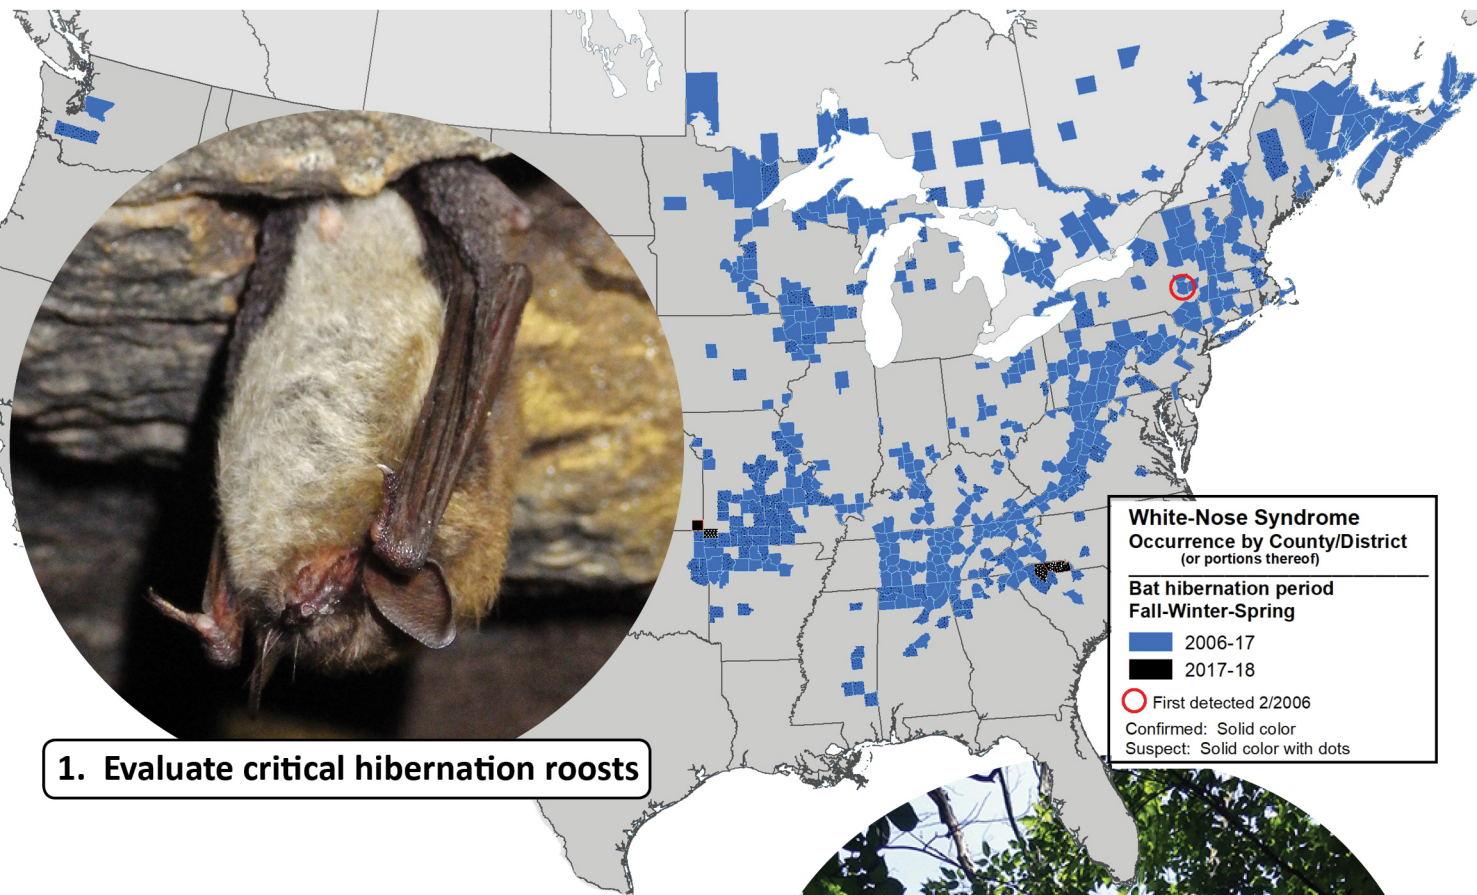 White-Nose Syndrome
Occurrence by County/District
(or portions thereof)
Bat hibernation period
Fall-Winter-Spring
2006-17
2017-18
First detected 2/2006
Confirmed: Solid color
Suspect: Solid color with dots
1. Evaluate critical hibernation roosts